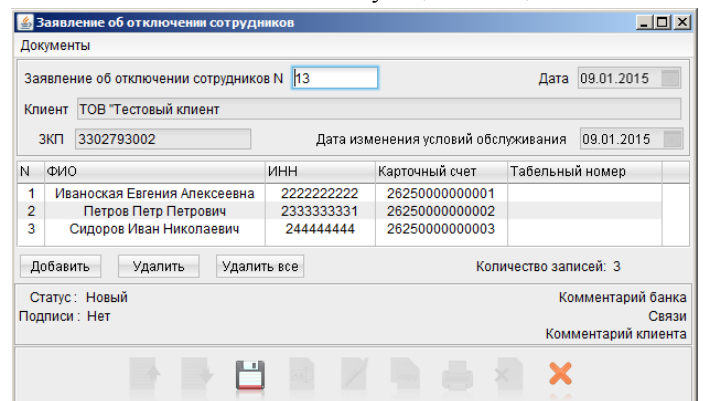 Заявление об отключении сотрудников
Документы
Заявление об отключении сотрудников N 13 Дата 09.01.2015
Клиент ТОВ "Тестовый клиент
ЗКП 3302793002 Дата изменения условий обслуживания 09.01.2015
N ФИО ИНН Карточный счет Табельный номер
1 Иваноская Евгения Алексеевна 2222222222 26250000000001
2 Петров Петр Петрович 2333333331 26250000000002
3 Сидоров Иван Николаевич 244444444 26250000000003
Добавить Удалить Удалить все Количество записей: 3
Статус: Новый Комментарий банка
Подписи: Нет Связи
Комментарий клиента